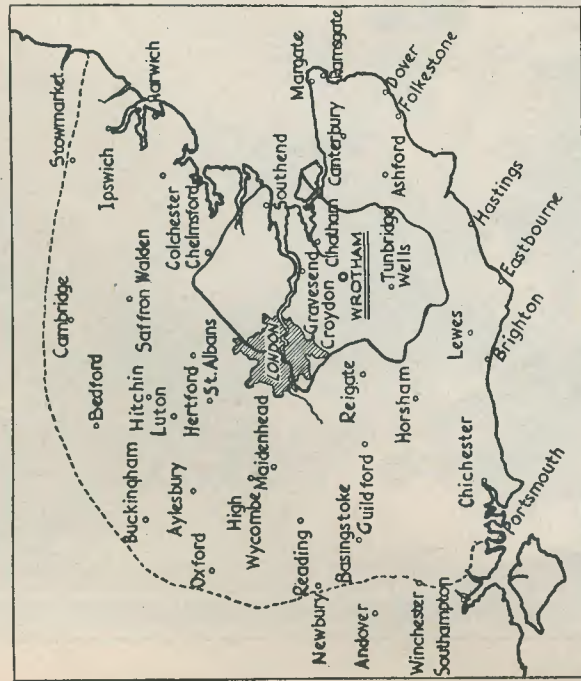 Stowmarket
Cambridge
Ipswich
Harwich
Bedford
Saffron Walden
Colchester
Buckingham
Hitchin
Luton
Chelmsford
Aylesbury
Hertford
St. Albans
Oxford
High
Wycombe
Maidenhead
LONDON
Southend
Margate
Ramsgate
Reading
Gravesend
Croydon
Chatham
Canterbury
Newbury
Reigate
WROTHAM
Dover
Folkestone
Basingstoke
Guildford
Ashford
Andover
Tunbridge
Wells
Horsham
Winchester
Southampton
Lewes
Hastings
Chichester
Brighton
Eastbourne
Portsmouth